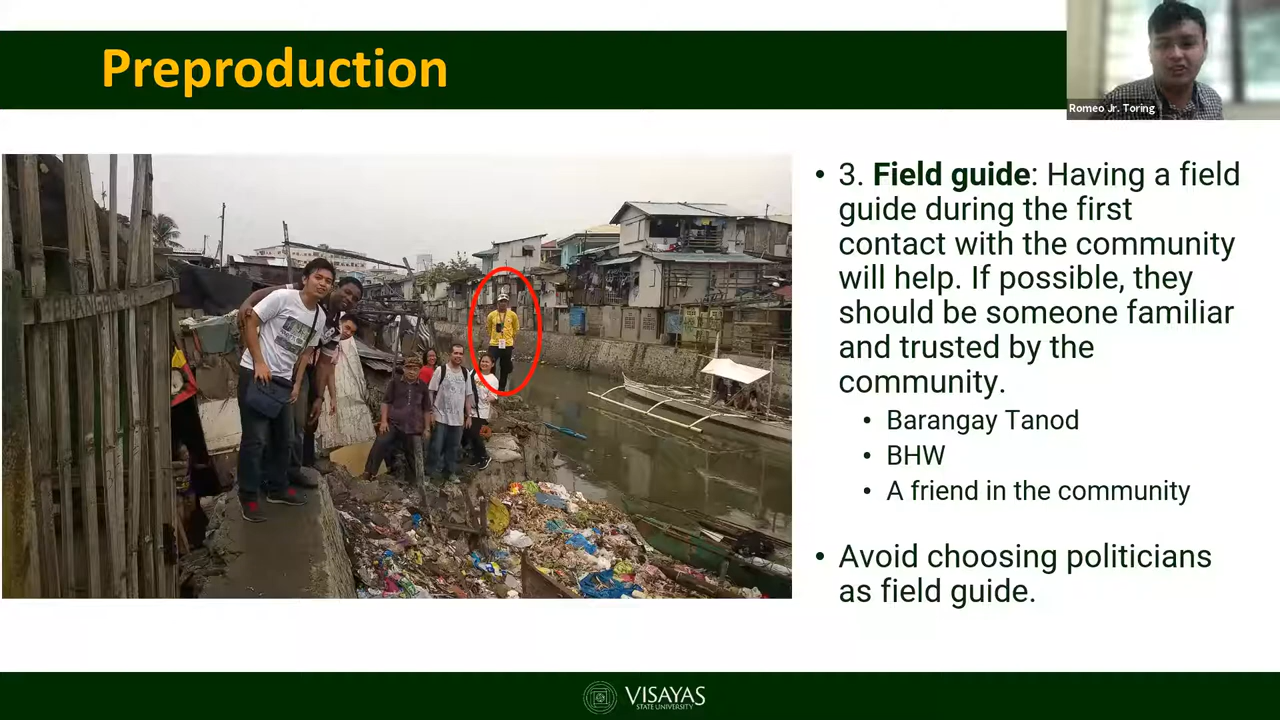 Preproduction
Romeo Jr. Toring
• 3. Field guide: Having a field
guide during the first
contact with the community
will help. If possible, they
should be someone familiar
and trusted by the
community.
• Barangay Tanod
• BHW
• A friend in the community
• Avoid choosing politicians
as field guide.
VISAYAS
STATE UNIVERSITY